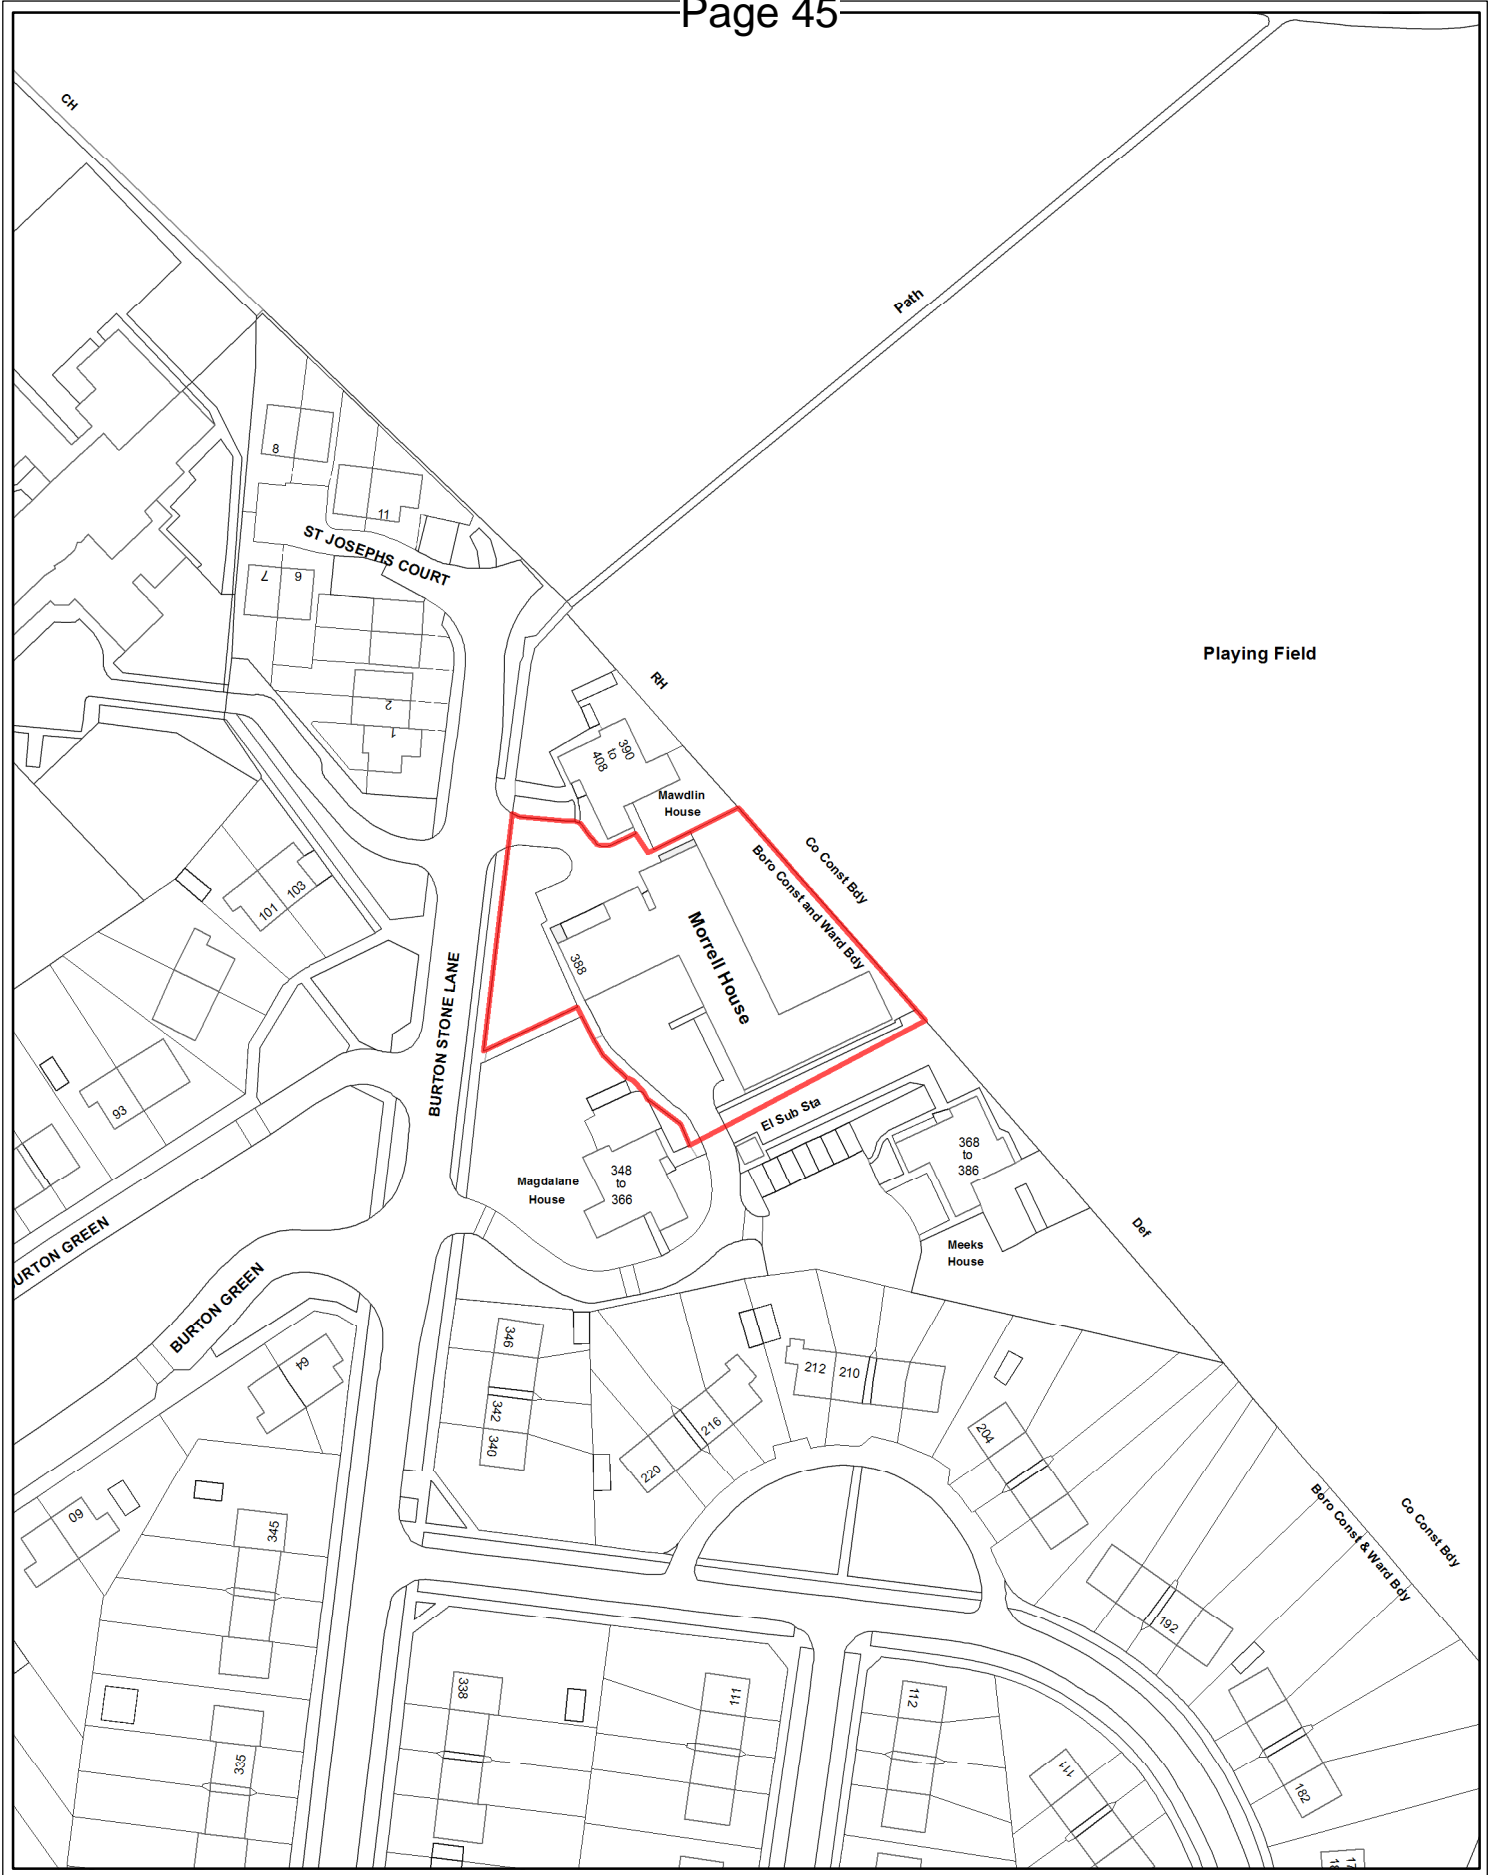 Page 45
CH
Path
8
11
ST JOSEPHS COURT
7
6
Playing Field
RH
2
1
390
to
408
Mawdlin
House
Co Const Bdy
Boro Const and Ward Bdy
103
101
Morrell House
388
BURTON STONE LANE
93
El Sub Sta
368
to
386
348
to
366
Magdalane
House
Def
Meeks
House
URTON GREEN
BURTON GREEN
346
64
212
210
342
340
216
220
204
60
345
Boro Const & Ward Bdy
Co Const Bdy
192
338
111
112
335
111
182